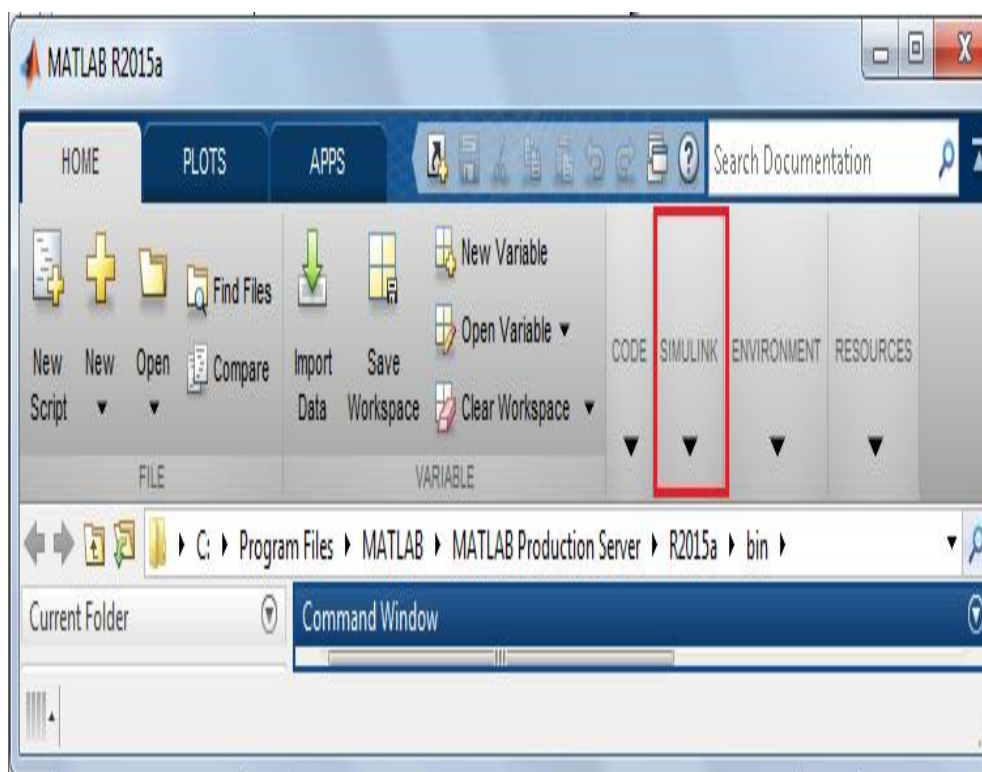 MATLAB R2015a
HOME PLOTS APPS Search Documentation
New Script
New
Open
Find Files
Compare
Import Data
Save Workspace
New Variable
Open Variable
Clear Workspace
CODE
SIMULINK
ENVIRONMENT
RESOURCES
FILE VARIABLE
C: Program Files MATLAB MATLAB Production Server R2015a bin
Current Folder
Command Window